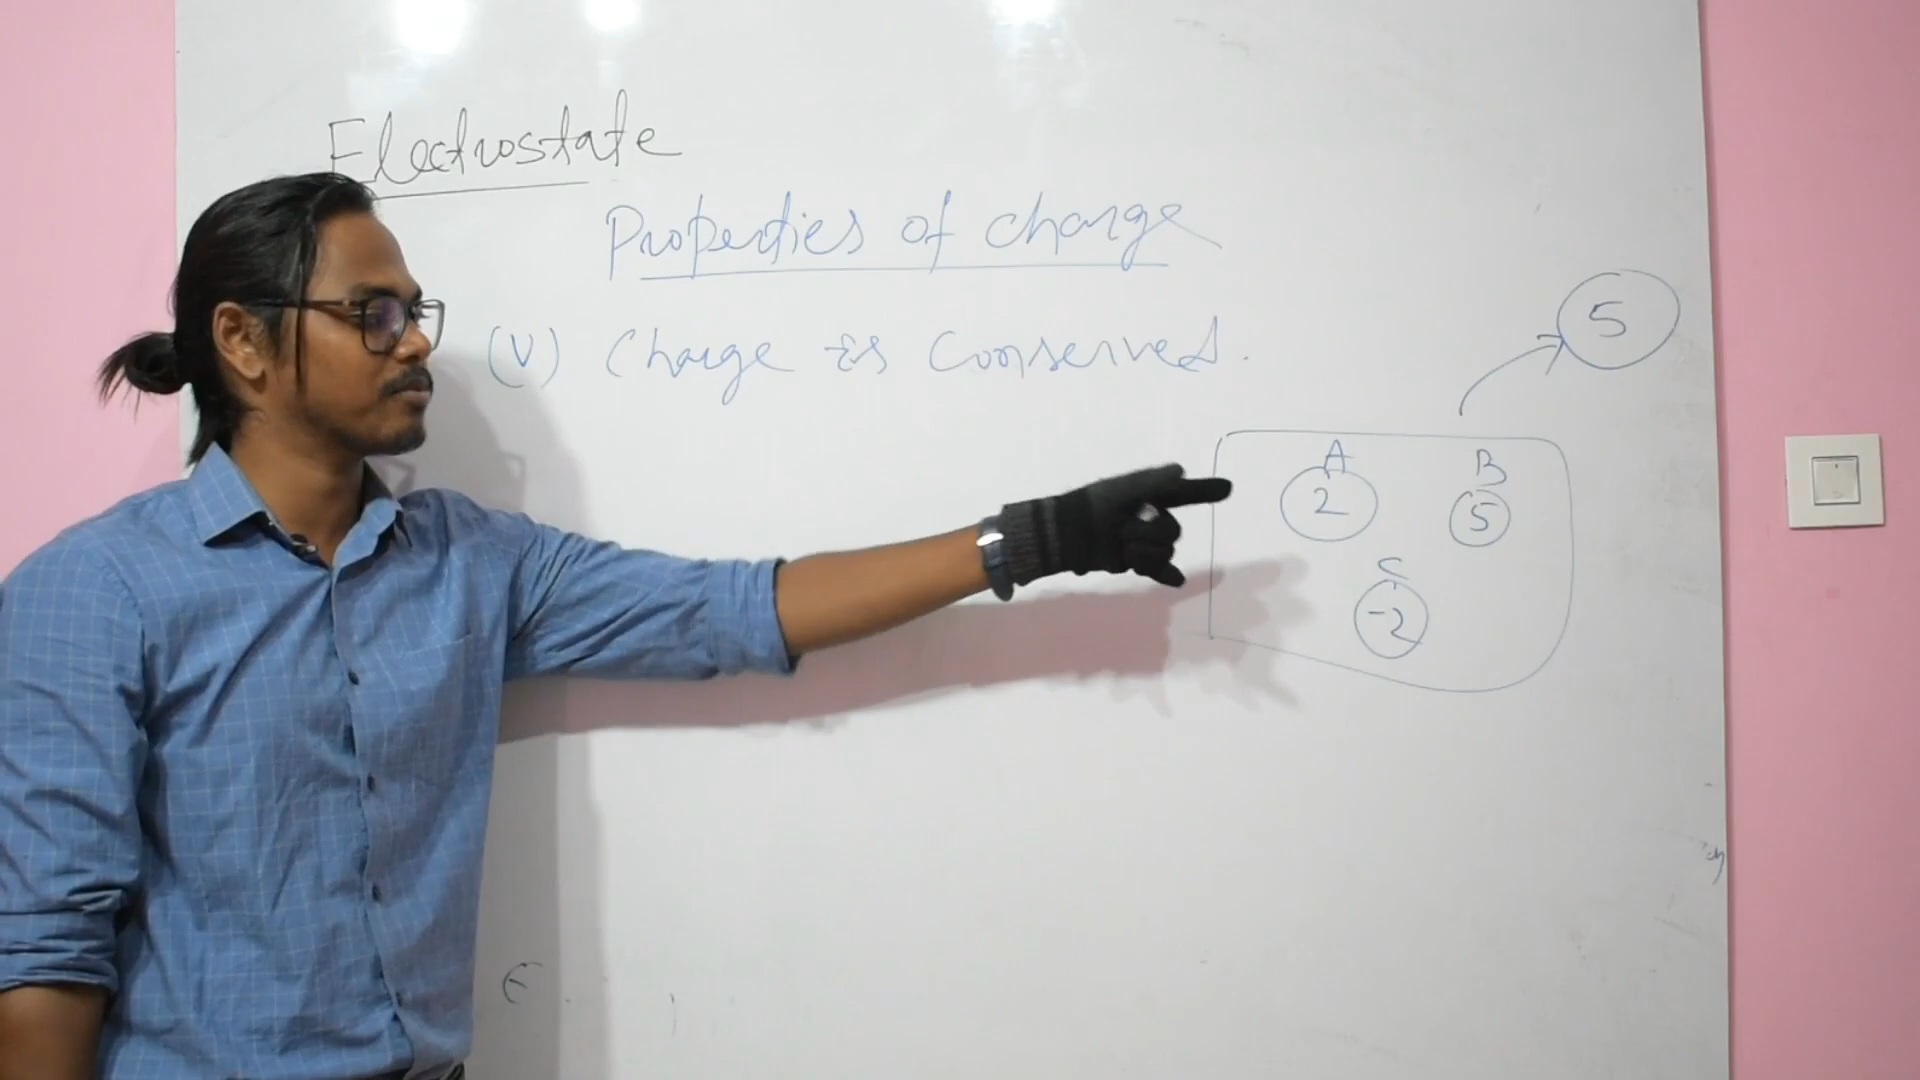 Electrostate
Properties of charge
(V) Charge is Conserved.
5
A B
2 5
C
-2